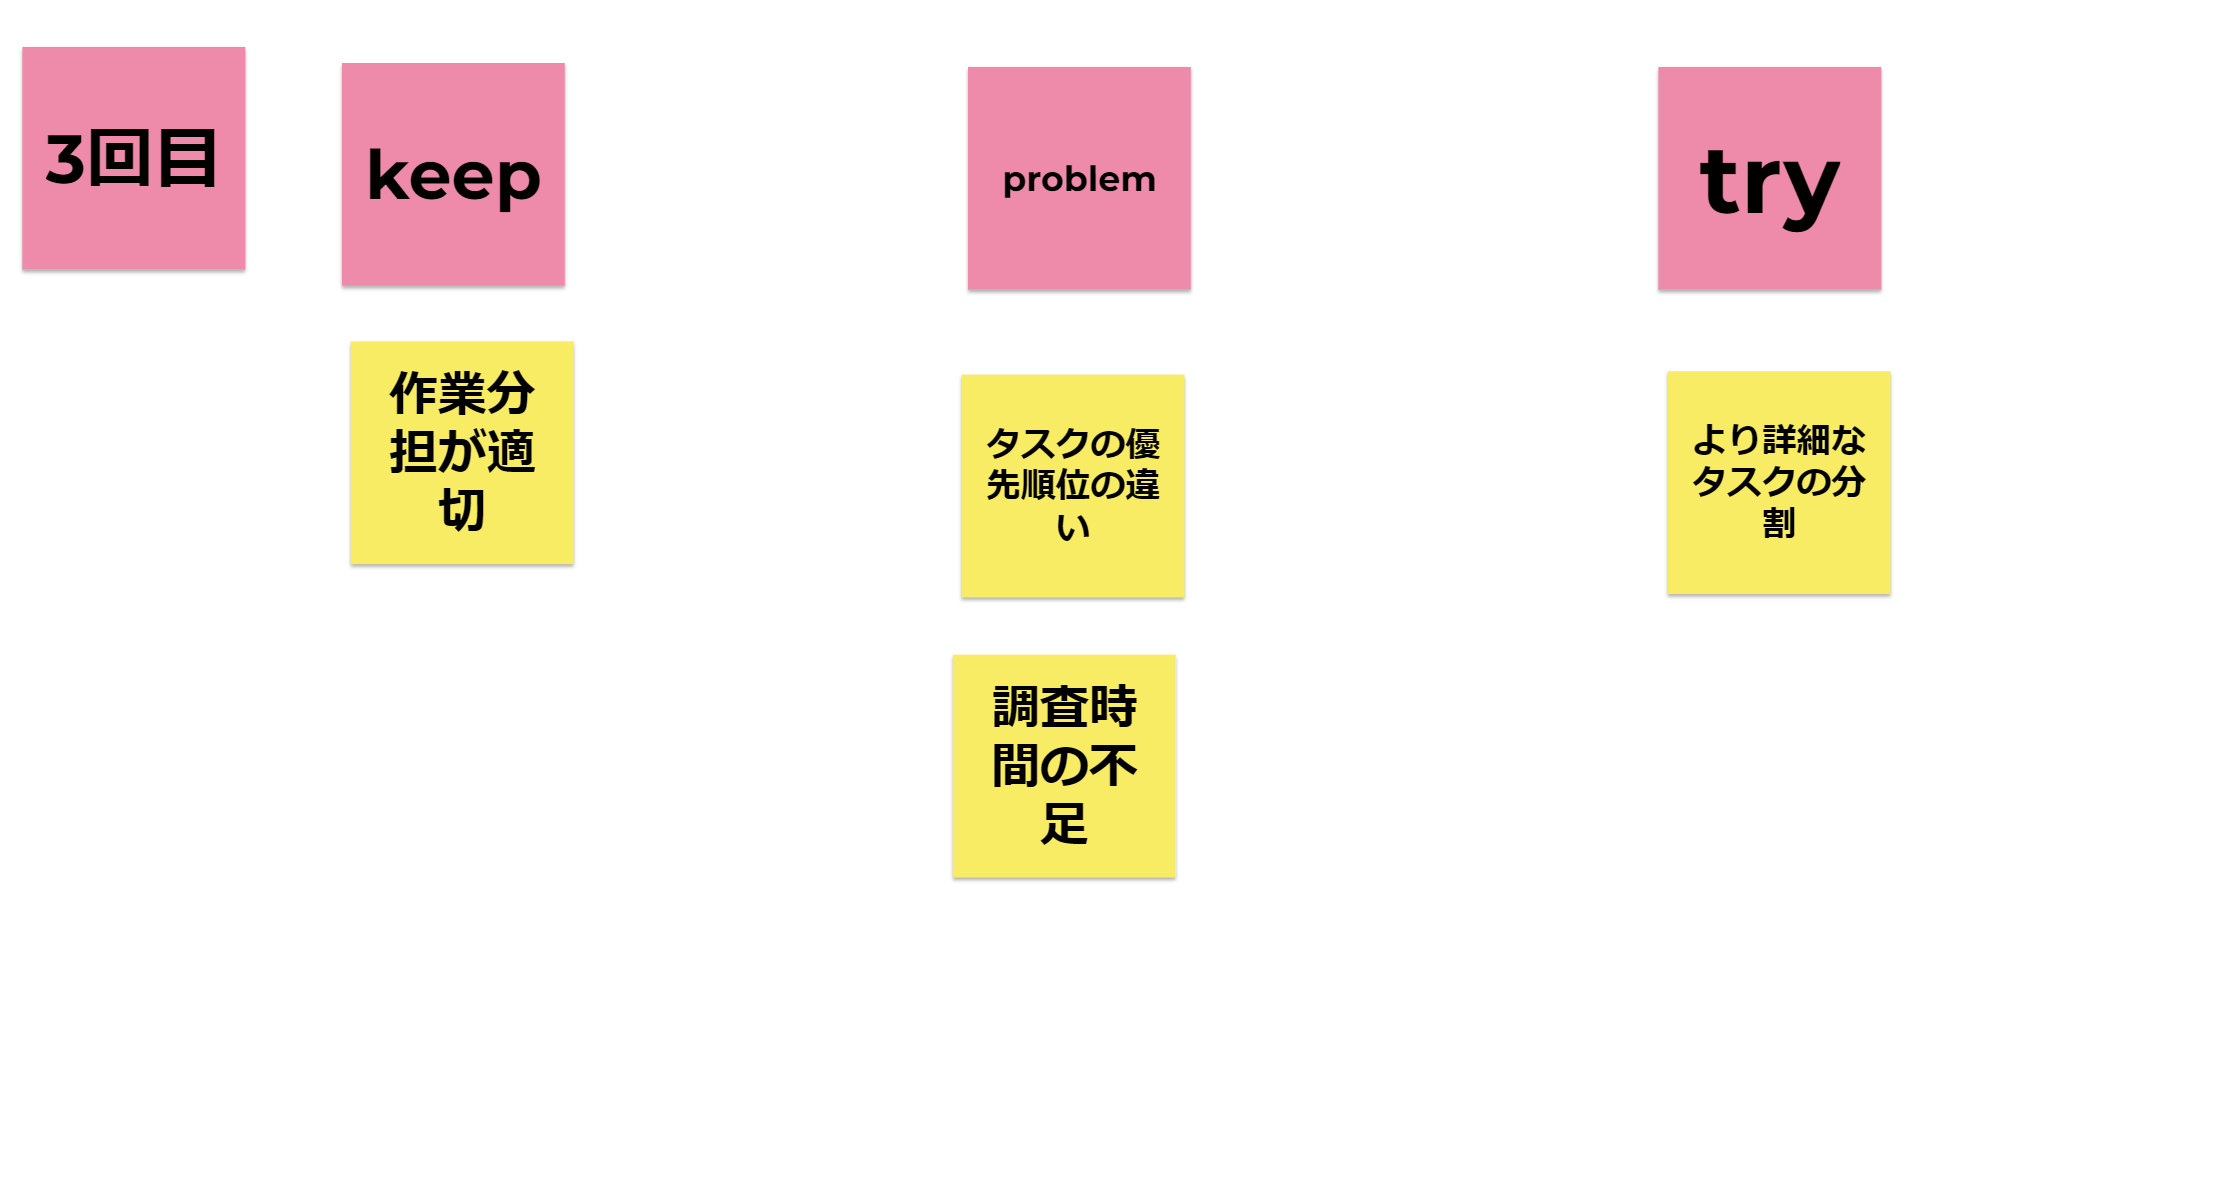 3回目
keep
problem
try
作業分
担が適
切
タスクの優
先順位の違
い
より詳細な
タスクの分
割
調査時
間の不
足